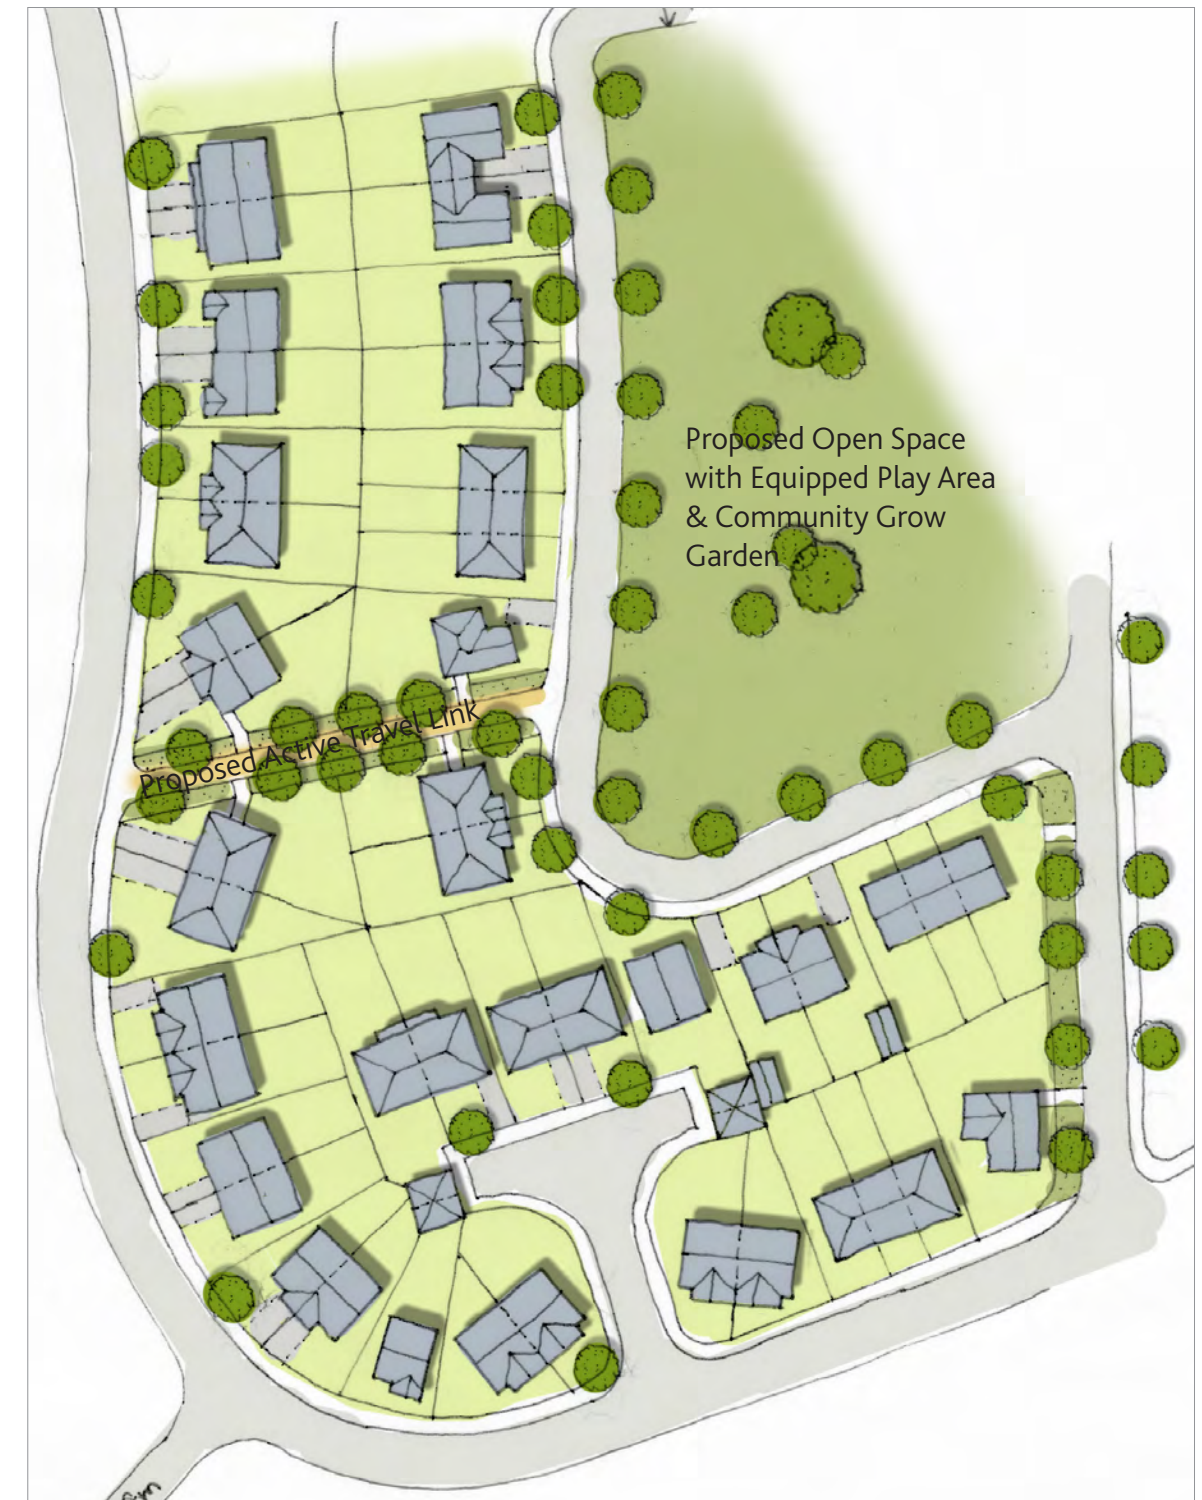 Proposed Open Space
with Equipped Play Area
& Community Grow
Garden
Proposed Active Travel Link